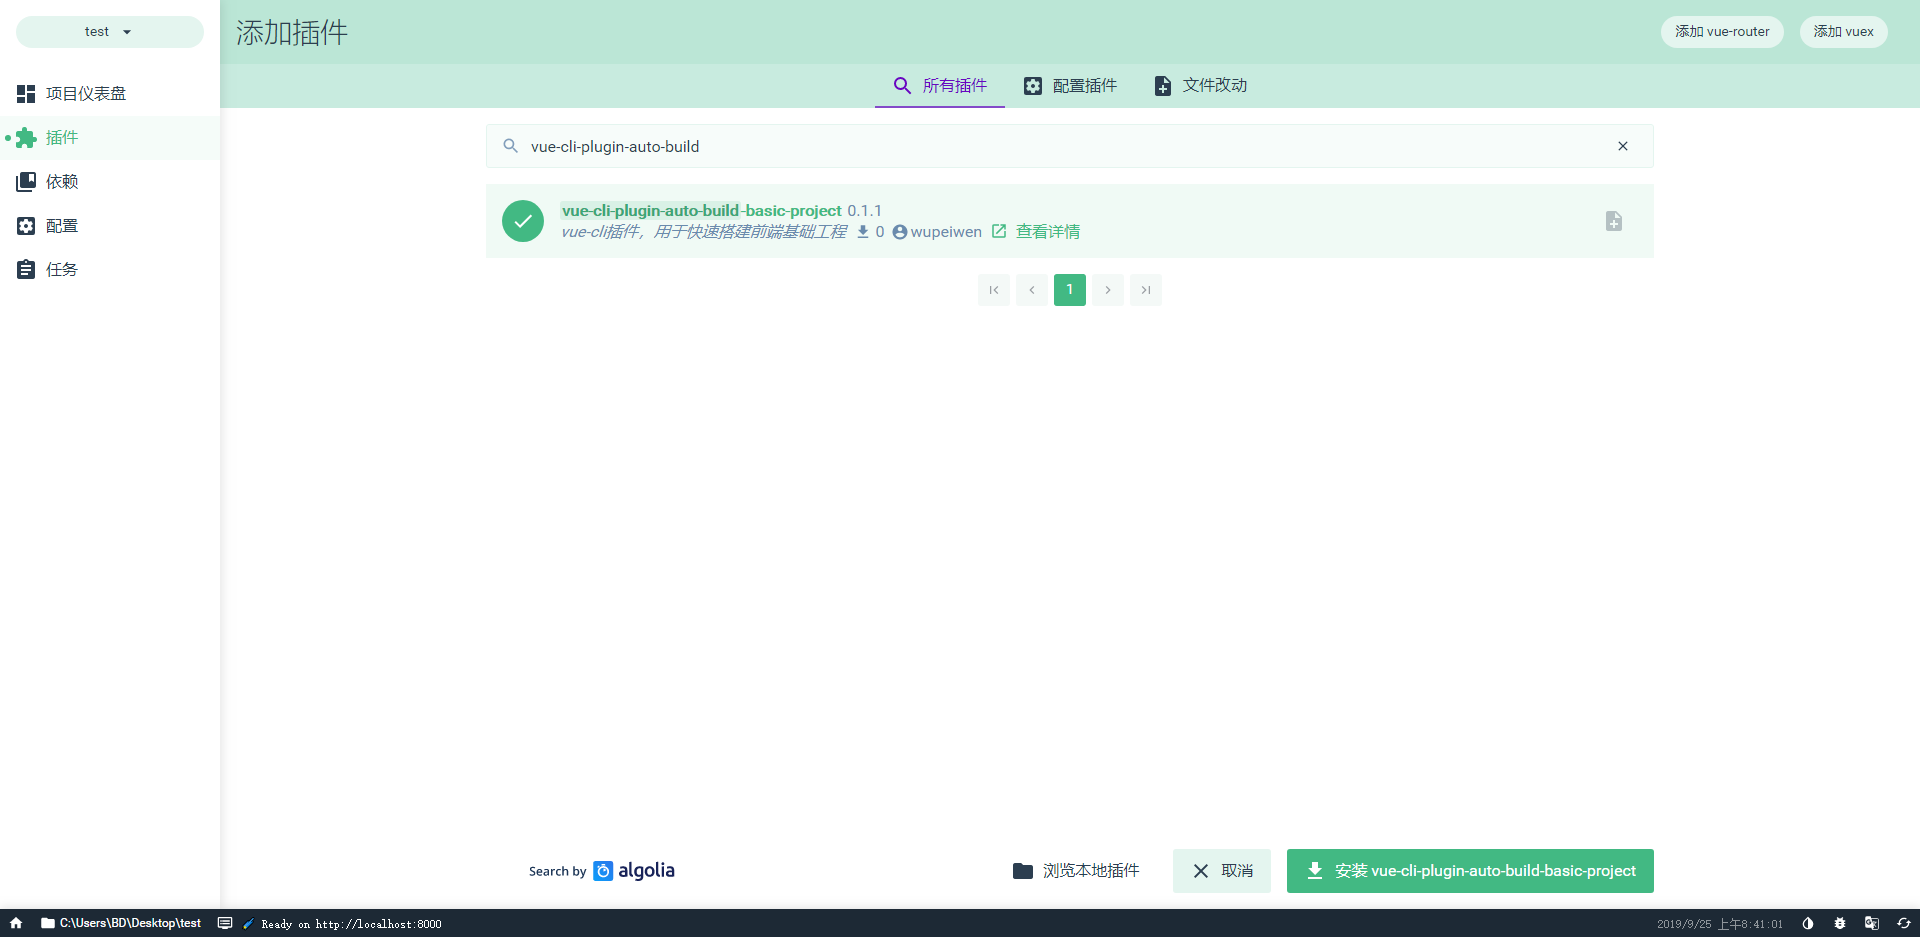 test
项目仪表盘
插件
依赖
配置
任务
添加插件
添加 vue-router
添加 vuex
所有插件
配置插件
文件改动
vue-cli-plugin-auto-build
vue-cli-plugin-auto-build-basic-project 0.1.1
vue-cli插件，用于快速搭建前端基础工程 0 wupeiwen 查看详情
1
Search by algolia
浏览本地插件
取消
安装 vue-cli-plugin-auto-build-basic-project
C:\Users\BD\Desktop\test
Ready on http://localhost:8000
2019/9/25 上午8:41:01